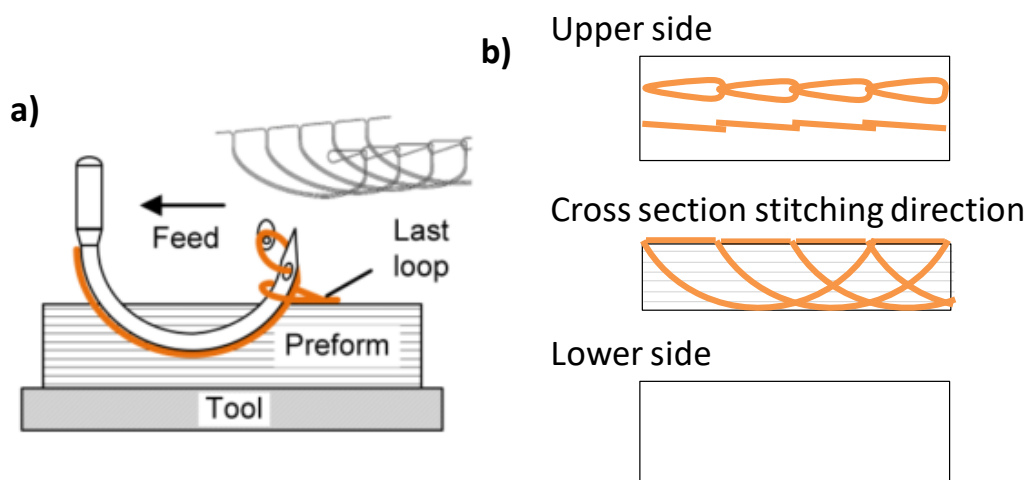 a)
Feed
Last
loop
Preform
Tool
b)
Upper side
Cross section stitching direction
Lower side